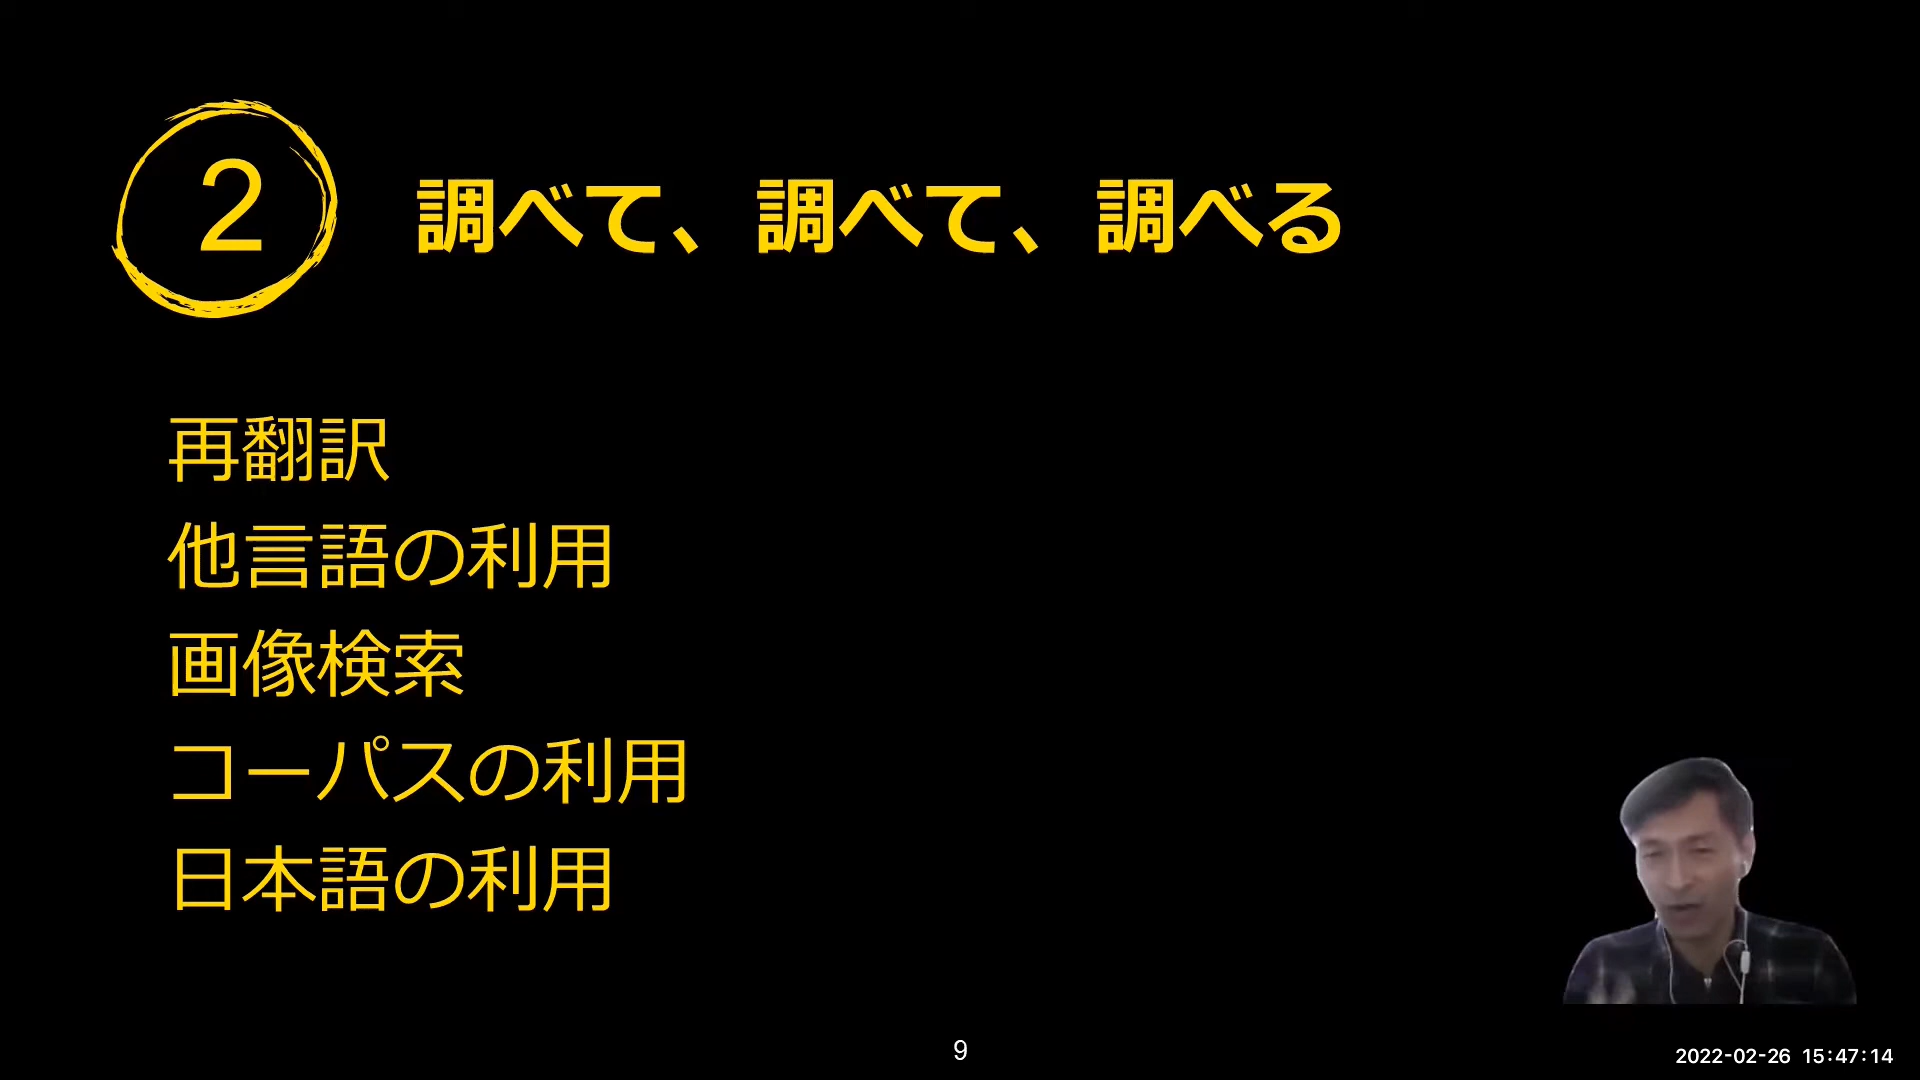 2
調べて、調べて、調べる
再翻訳
他言語の利用
画像検索
コーパスの利用
日本語の利用
9
2022-02-26 15:47:14